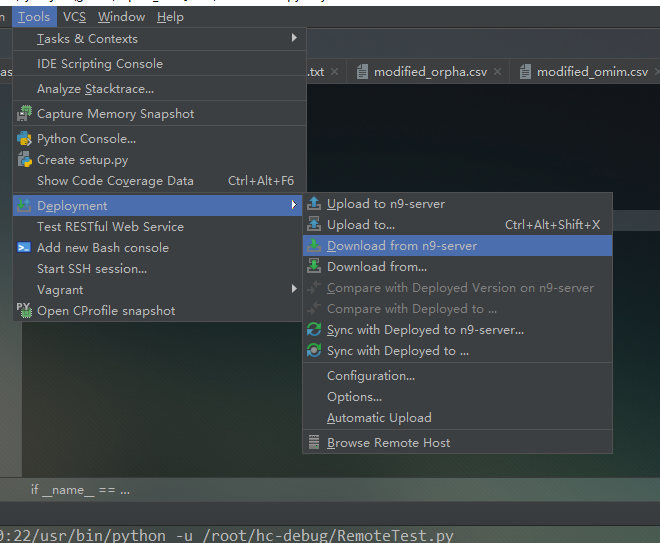 Tools VCS Window Help
Tasks & Contexts
IDE Scripting Console
.txt modified_orpha.csv modified_omim.csv
Analyze Stacktrace...
Capture Memory Snapshot
Python Console...
Create setup.py
Show Code Coverage Data Ctrl+Alt+F6
Deployment
Test RESTful Web Service
Add new Bash console
Start SSH session...
Vagrant
Open CProfile snapshot
Upload to n9-server
Upload to... Ctrl+Alt+Shift+X
Download from n9-server
Download from...
Compare with Deployed Version on n9-server
Compare with Deployed to ...
Sync with Deployed to n9-server...
Sync with Deployed to ...
Configuration...
Options...
Automatic Upload
Browse Remote Host
if __name__ == ...
0:22/usr/bin/python -u /root/hc-debug/RemoteTest.py